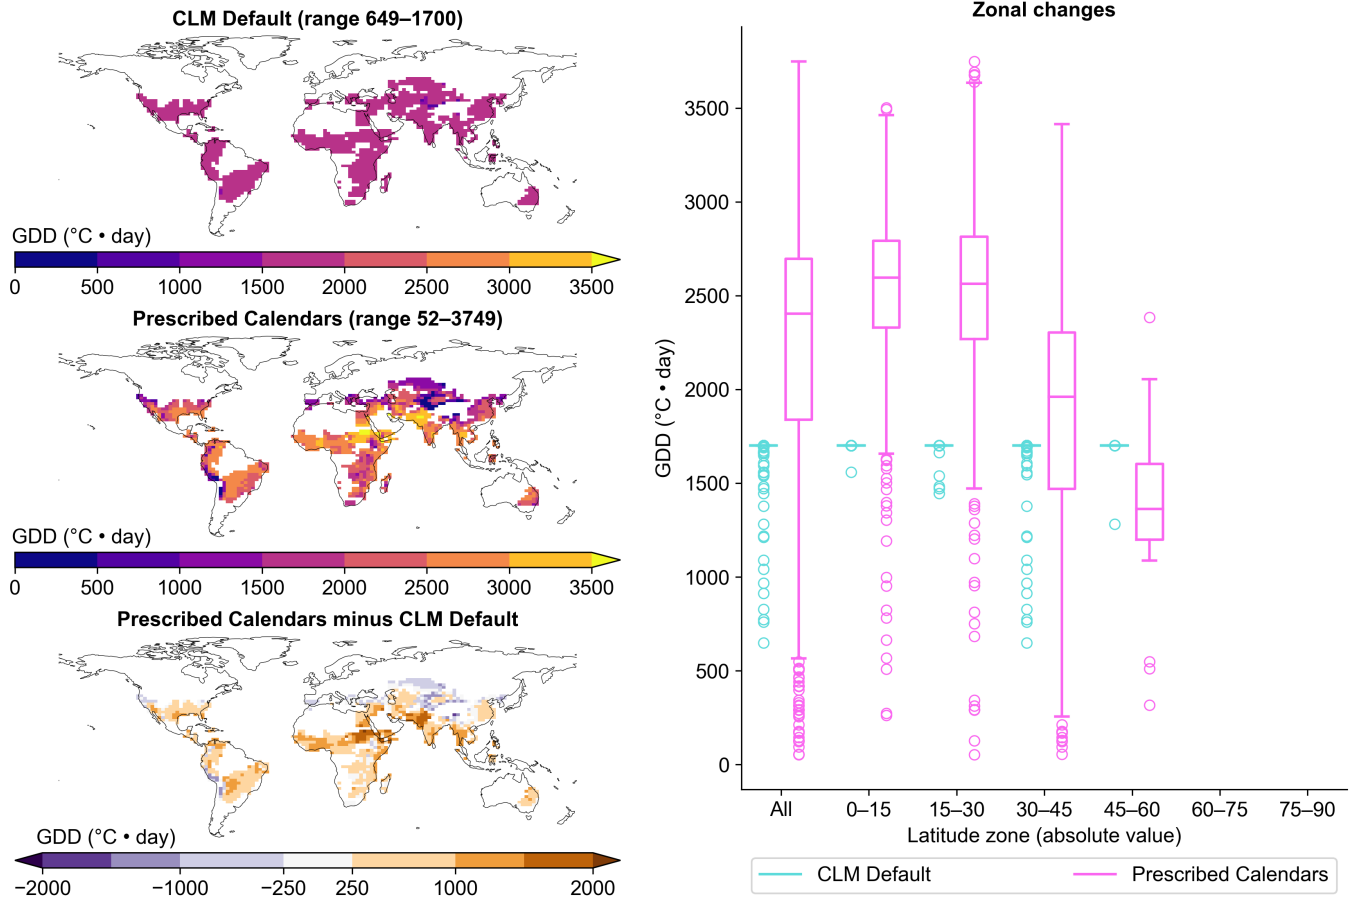 CLM Default (range 649–1700)
GDD (°C • day)
0 500 1000 1500 2000 2500 3000 3500
Prescribed Calendars (range 52–3749)
GDD (°C • day)
0 500 1000 1500 2000 2500 3000 3500
Prescribed Calendars minus CLM Default
GDD (°C • day)
−2000 −1000 −250 250 1000 2000
Zonal changes
GDD (°C • day)
3500
3000
2500
2000
1500
1000
500
0
All 0–15 15–30 30–45 45–60 60–75 75–90
Latitude zone (absolute value)
CLM Default Prescribed Calendars